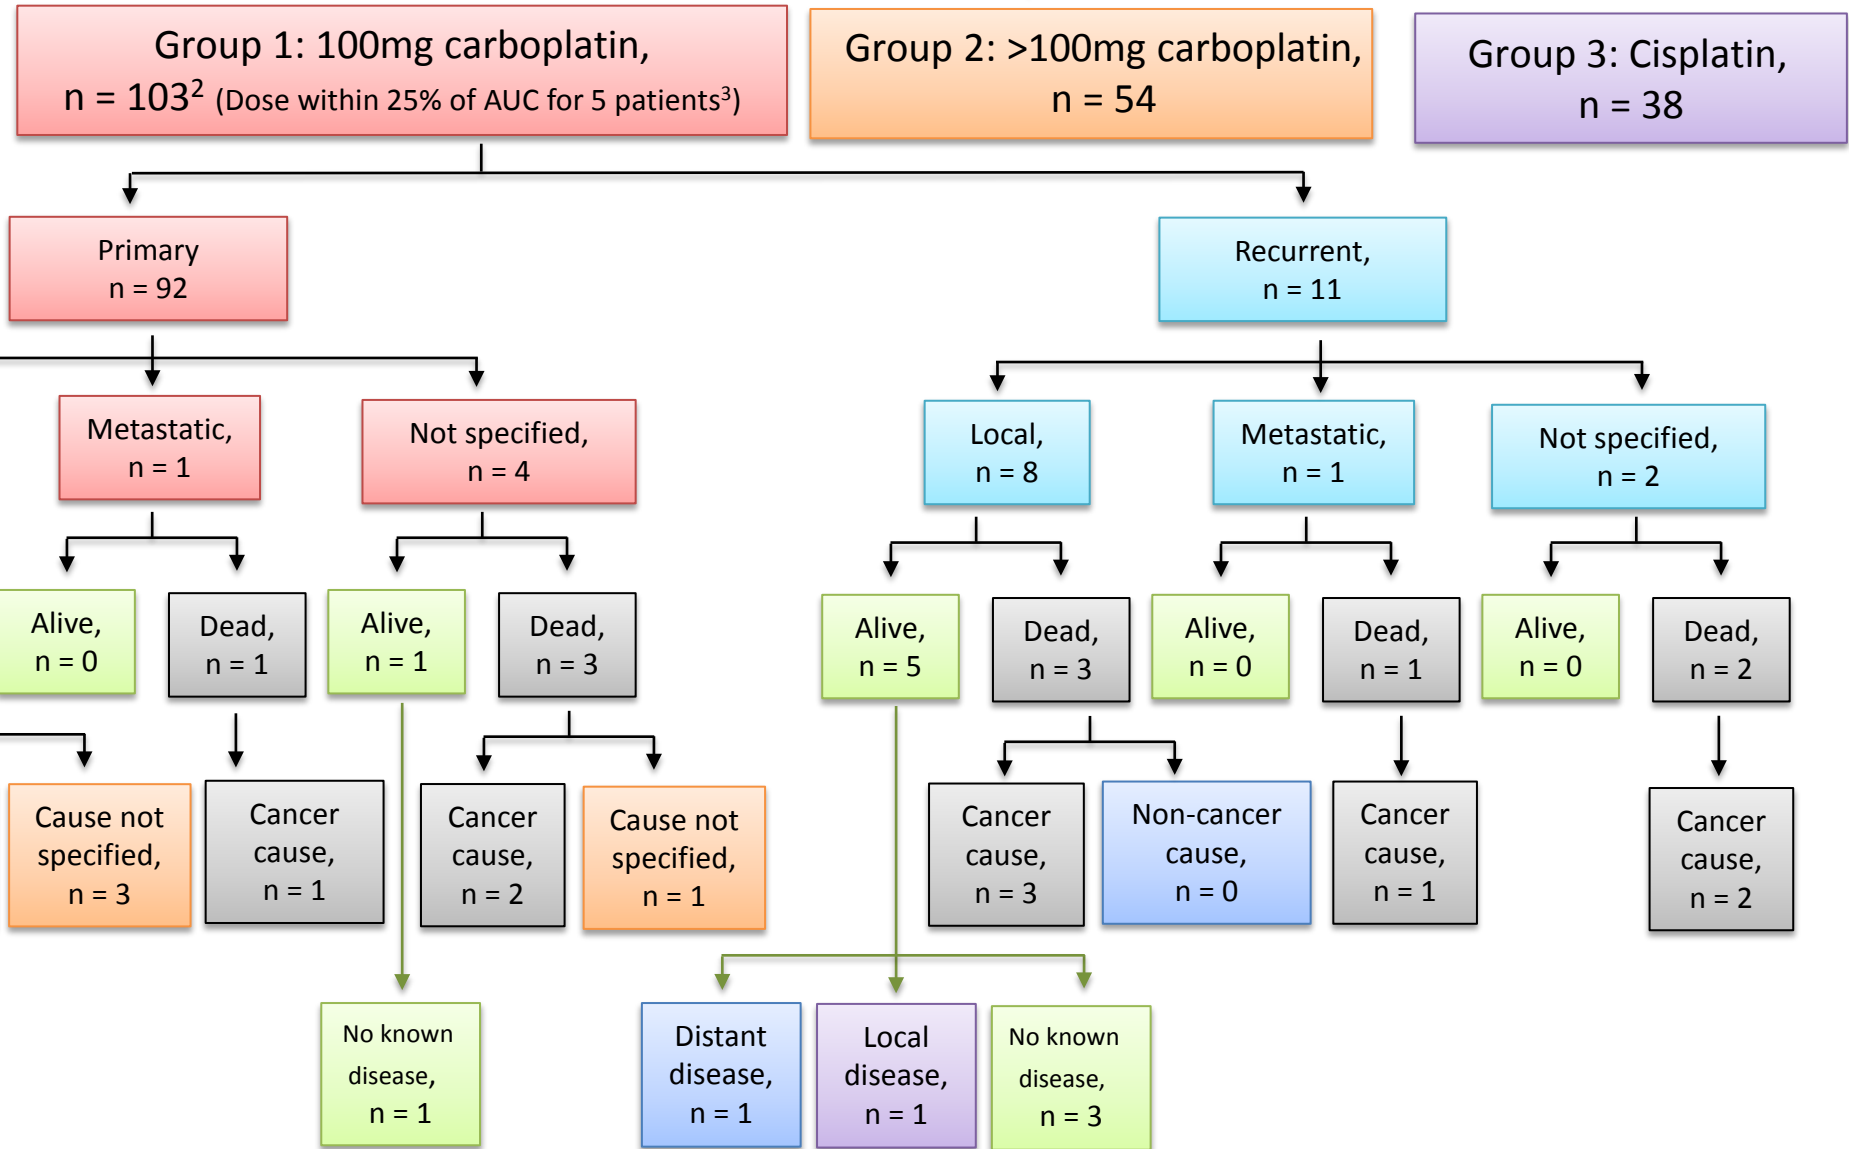 Group 1: 100mg carboplatin,
n = 103² (Dose within 25% of AUC for 5 patients³)
Group 2: >100mg carboplatin,
n = 54
Group 3: Cisplatin,
n = 38
Primary
n = 92
Recurrent,
n = 11
Metastatic,
n = 1
Not specified,
n = 4
Local,
n = 8
Metastatic,
n = 1
Not specified,
n = 2
Alive,
n = 0
Dead,
n = 1
Alive,
n = 1
Dead,
n = 3
Alive,
n = 5
Dead,
n = 3
Alive,
n = 0
Dead,
n = 1
Alive,
n = 0
Dead,
n = 2
Cause not
specified,
n = 3
Cancer
cause,
n = 1
Cancer
cause,
n = 2
Cause not
specified,
n = 1
Cancer
cause,
n = 3
Non-cancer
cause,
n = 0
Cancer
cause,
n = 1
Cancer
cause,
n = 2
No known
disease,
n = 1
Distant
disease,
n = 1
Local
disease,
n = 1
No known
disease,
n = 3